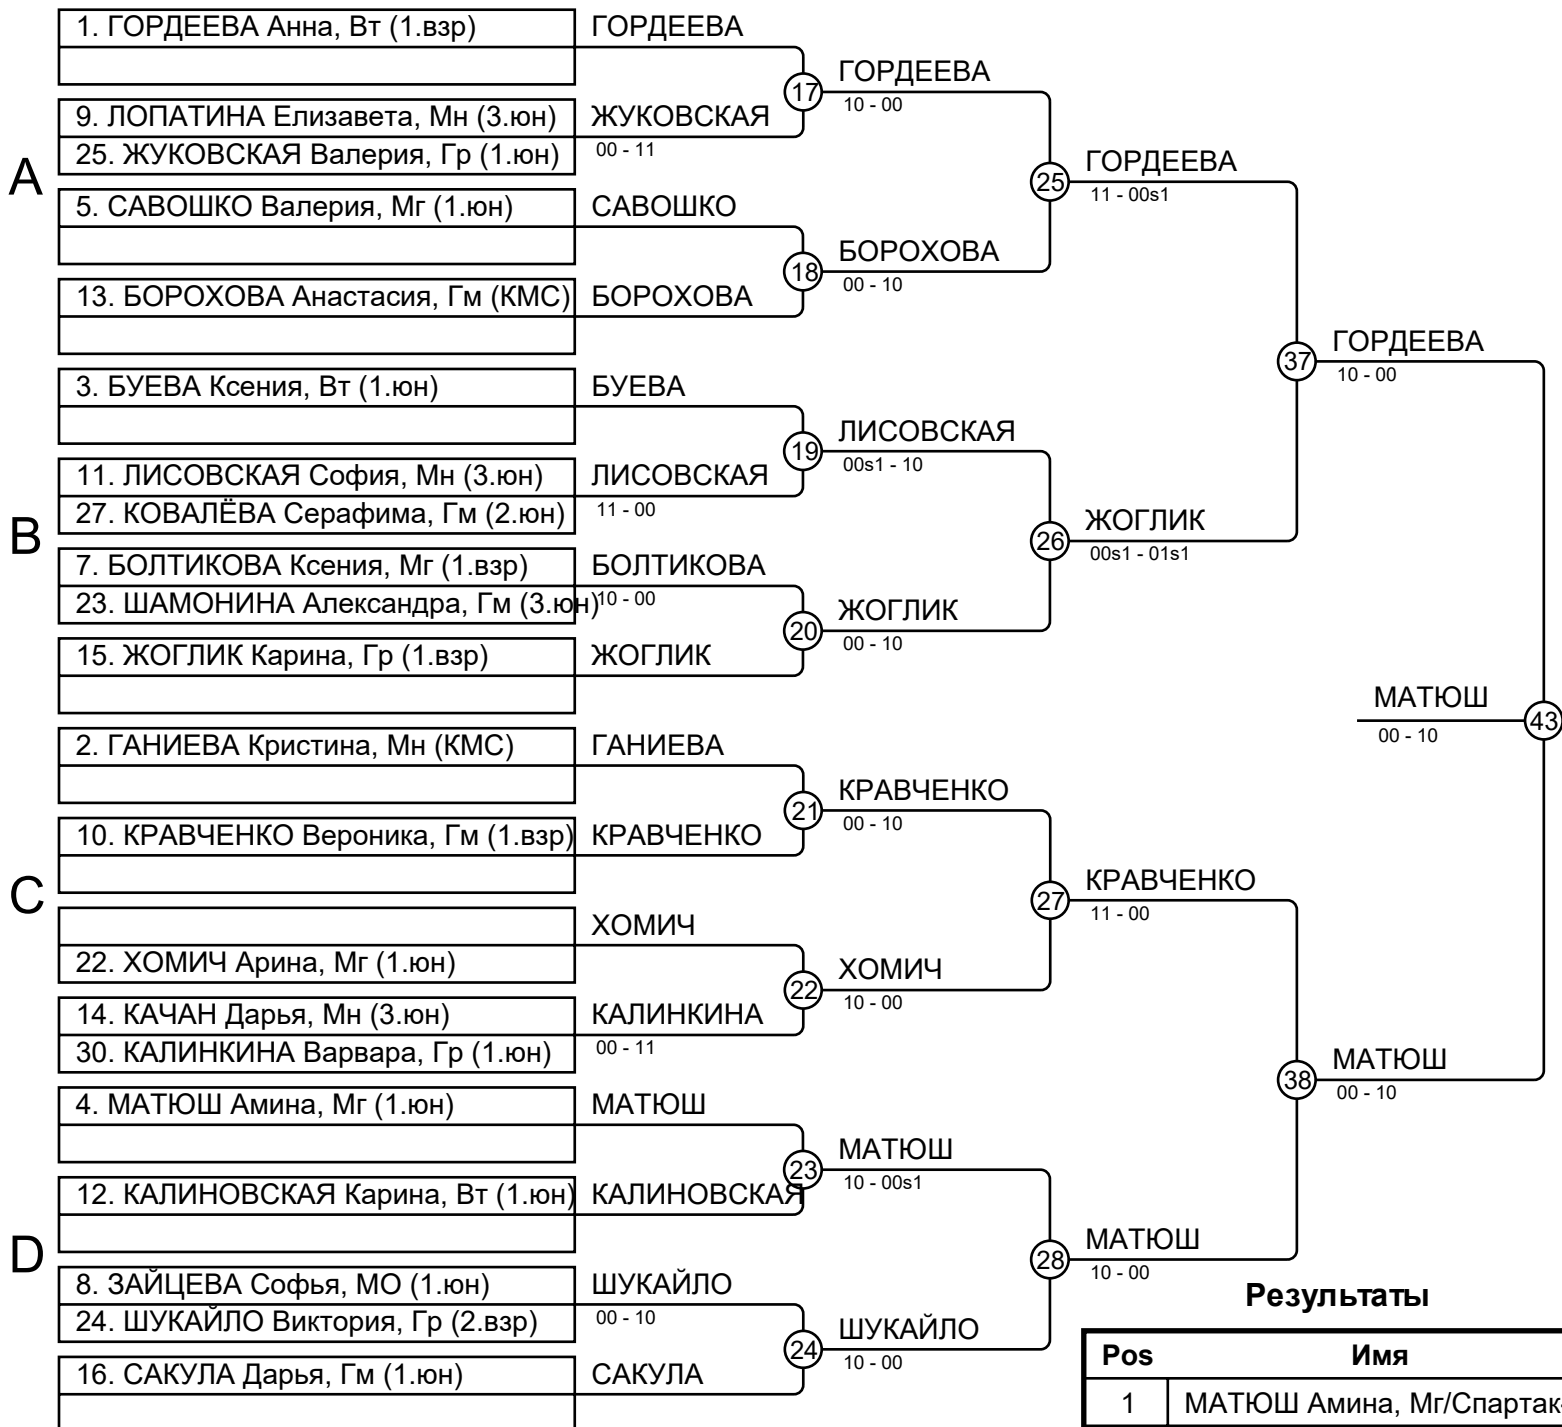 1. ГОРДЕЕВА Анна, Вт (1.взр)
ГОРДЕЕВА
17
ГОРДЕЕВА
10 - 00
9. ЛОПАТИНА Елизавета, Мн (3.юн)
ЖУКОВСКАЯ
25. ЖУКОВСКАЯ Валерия, Гр (1.юн)
00 - 11
A
25
ГОРДЕЕВА
11 - 00s1
5. САВОШКО Валерия, Мг (1.юн)
САВОШКО
18
БОРОХОВА
00 - 10
13. БОРОХОВА Анастасия, Гм (КМС)
БОРОХОВА
37
ГОРДЕЕВА
10 - 00
3. БУЕВА Ксения, Вт (1.юн)
БУЕВА
19
ЛИСОВСКАЯ
00s1 - 10
11. ЛИСОВСКАЯ София, Мн (3.юн)
ЛИСОВСКАЯ
27. КОВАЛЁВА Серафима, Гм (2.юн)
11 - 00
B
26
ЖОГЛИК
00s1 - 01s1
7. БОЛТИКОВА Ксения, Мг (1.взр)
БОЛТИКОВА
23. ШАМОНИНА Александра, Гм (3.юн)
10 - 00
20
ЖОГЛИК
00 - 10
15. ЖОГЛИК Карина, Гр (1.взр)
ЖОГЛИК
МАТЮШ
43
00 - 10
2. ГАНИЕВА Кристина, Мн (КМС)
ГАНИЕВА
21
КРАВЧЕНКО
00 - 10
10. КРАВЧЕНКО Вероника, Гм (1.взр)
КРАВЧЕНКО
C
27
КРАВЧЕНКО
11 - 00
ХОМИЧ
22. ХОМИЧ Арина, Мг (1.юн)
22
ХОМИЧ
10 - 00
14. КАЧАН Дарья, Мн (3.юн)
КАЛИНКИНА
30. КАЛИНКИНА Варвара, Гр (1.юн)
00 - 11
38
МАТЮШ
00 - 10
4. МАТЮШ Амина, Мг (1.юн)
МАТЮШ
23
МАТЮШ
10 - 00s1
12. КАЛИНОВСКАЯ Карина, Вт (1.юн)
КАЛИНОВСКАЯ
D
28
МАТЮШ
10 - 00
8. ЗАЙЦЕВА Софья, МО (1.юн)
ШУКАЙЛО
24. ШУКАЙЛО Виктория, Гр (2.взр)
00 - 10
24
ШУКАЙЛО
10 - 00
16. САКУЛА Дарья, Гм (1.юн)
САКУЛА
Результаты
Pos Имя
1 МАТЮШ Амина, Мг/Спартак